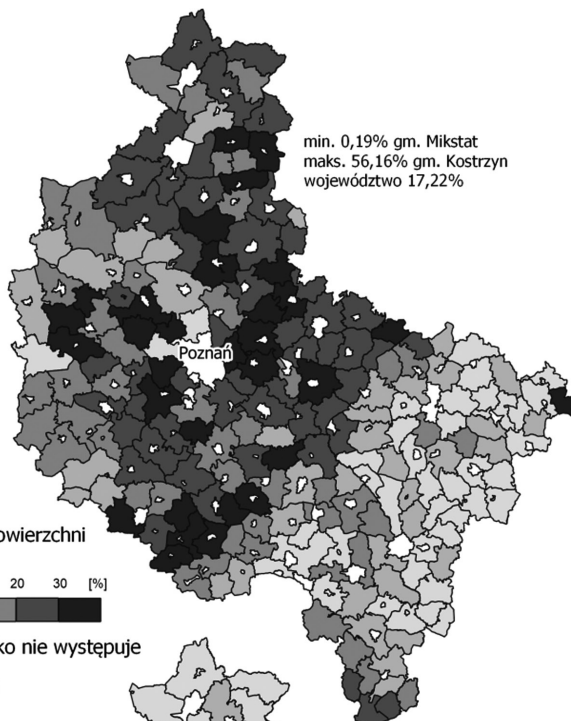 min. 0,19% gm. Mikstat
maks. 56,16% gm. Kostrzyn
województwo 17,22%
Poznań
owierzchni
20 30 [%]
ko nie występuje